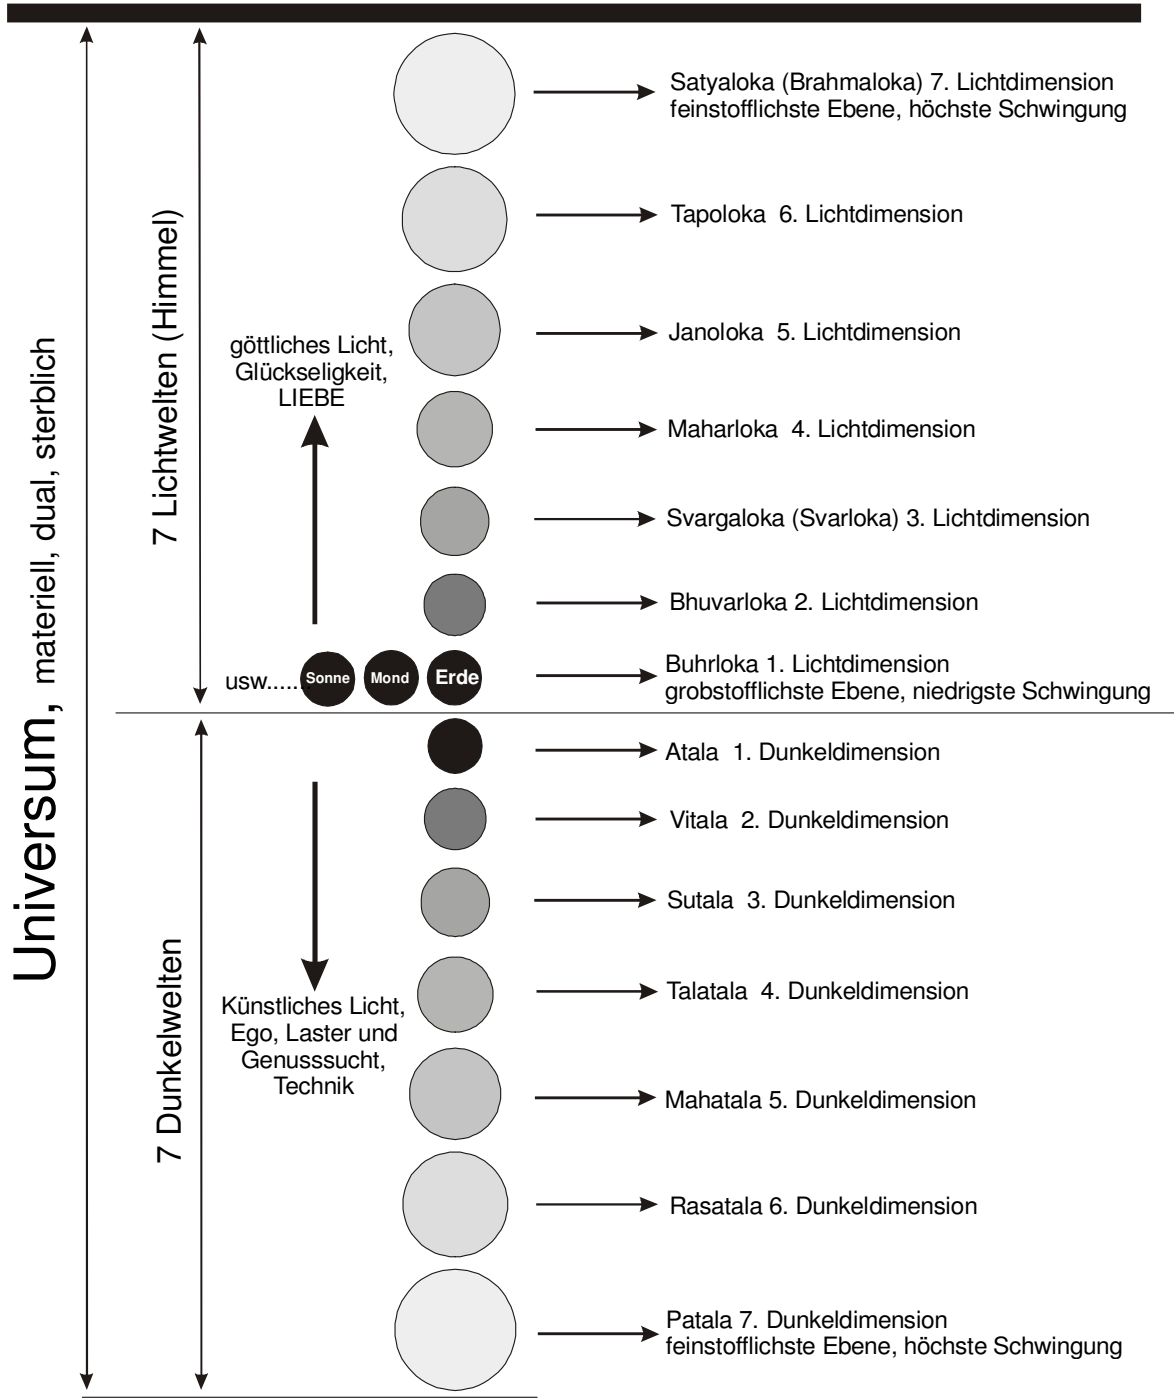 Universum, materiell, dual, sterblich
7 Lichtwelten (Himmel)
Satyaloka (Brahmaloka) 7. Lichtdimension
feinstofflichste Ebene, höchste Schwingung
Tapoloka 6. Lichtdimension
göttliches Licht,
Glückseligkeit,
LIEBE
Janoloka 5. Lichtdimension
Maharloka 4. Lichtdimension
Svargaloka (Svarloka) 3. Lichtdimension
Bhuvarloka 2. Lichtdimension
usw....... Sonne Mond Erde
Buhrloka 1. Lichtdimension
grobstofflichste Ebene, niedrigste Schwingung
7 Dunkelwelten
Atala 1. Dunkeldimension
Vitala 2. Dunkeldimension
Sutala 3. Dunkeldimension
Talatala 4. Dunkeldimension
Künstliches Licht,
Ego, Laster und
Genusssucht,
Technik
Mahatala 5. Dunkeldimension
Rasatala 6. Dunkeldimension
Patala 7. Dunkeldimension
feinstofflichste Ebene, höchste Schwingung